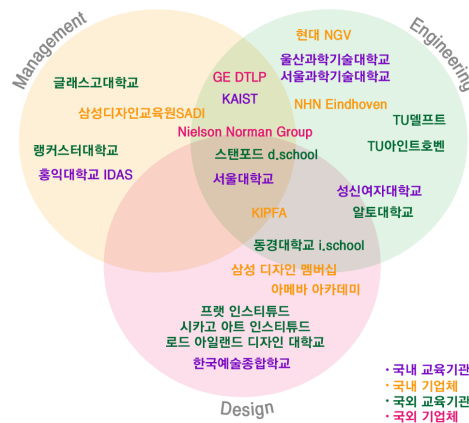 Management
Engineering
현대 NGV
울산과학기술대학교
서울과학기술대학교
글래스고대학교
GE DTLP
KAIST
NHN Eindhoven
삼성디자인교육원SADI
TU델프트
Nielson Norman Group
TU아인트호벤
랭커스터대학교
스탠포드 d.school
홍익대학교 IDAS
서울대학교
성신여자대학교
KIPFA
알토대학교
동경대학교 i.school
삼성 디자인 멤버십
아메바 아카데미
프랫 인스티튜드
시카고 아트 인스티튜드
로드 아일랜드 디자인 대학교
한국예술종합학교
Design
· 국내 교육기관
· 국내 기업체
· 국외 교육기관
· 국외 기업체